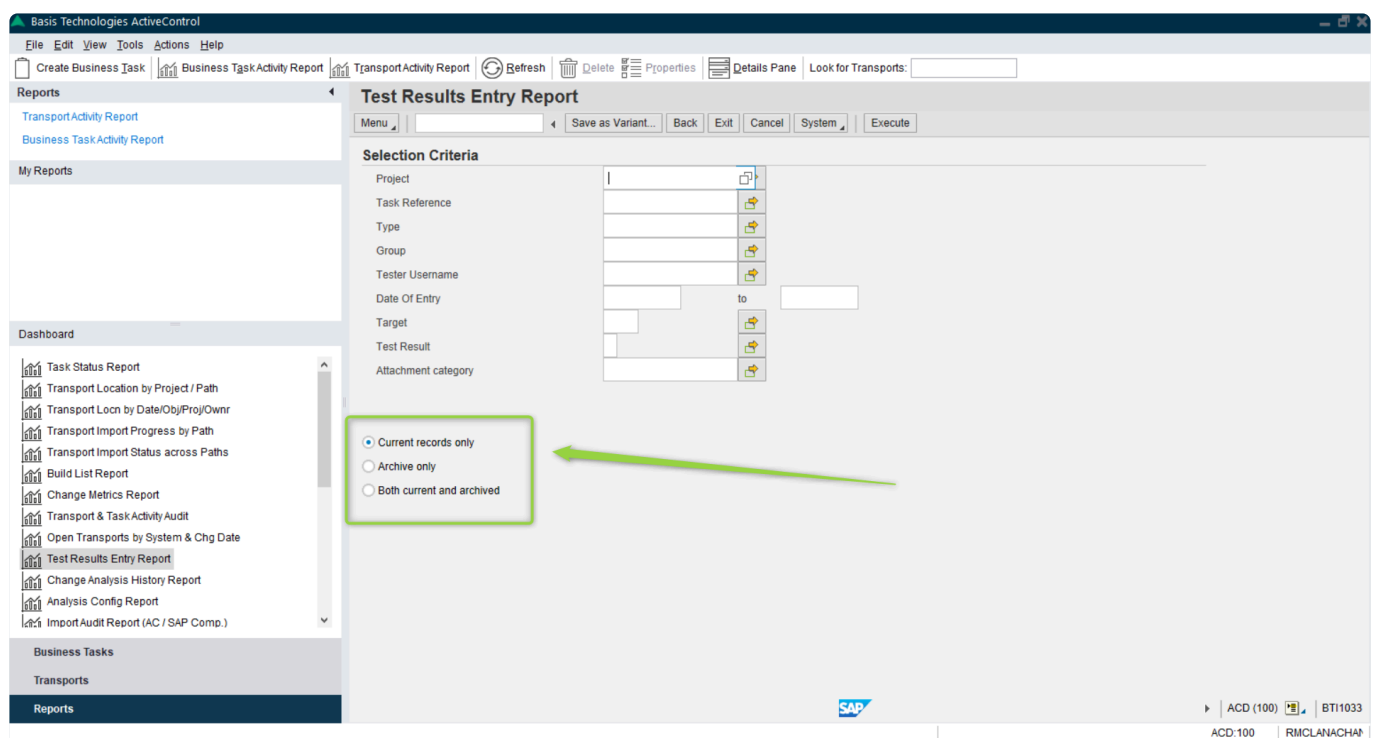 Basis Technologies ActiveControl
File Edit View Tools Actions Help
Create Business Task Business Task Activity Report Transport Activity Report Refresh Delete Properties Details Pane Look for Transports:
Reports
Transport Activity Report
Business Task Activity Report
My Reports
Dashboard
Task Status Report
Transport Location by Project / Path
Transport Locn by Date/Obj/Proj/Ownr
Transport Import Progress by Path
Transport Import Status across Paths
Build List Report
Change Metrics Report
Transport & Task Activity Audit
Open Transports by System & Chg Date
Test Results Entry Report
Change Analysis History Report
Analysis Config Report
Import Audit Report (AC / SAP Comp.)
Business Tasks
Transports
Reports
Test Results Entry Report
Menu Save as Variant... Back Exit Cancel System Execute
Selection Criteria
Project
Task Reference
Type
Group
Tester Username
Date Of Entry to
Target
Test Result
Attachment category
Current records only
Archive only
Both current and archived
SAP
ACD (100) BTI1033
ACD:100 RMCLANACHAN